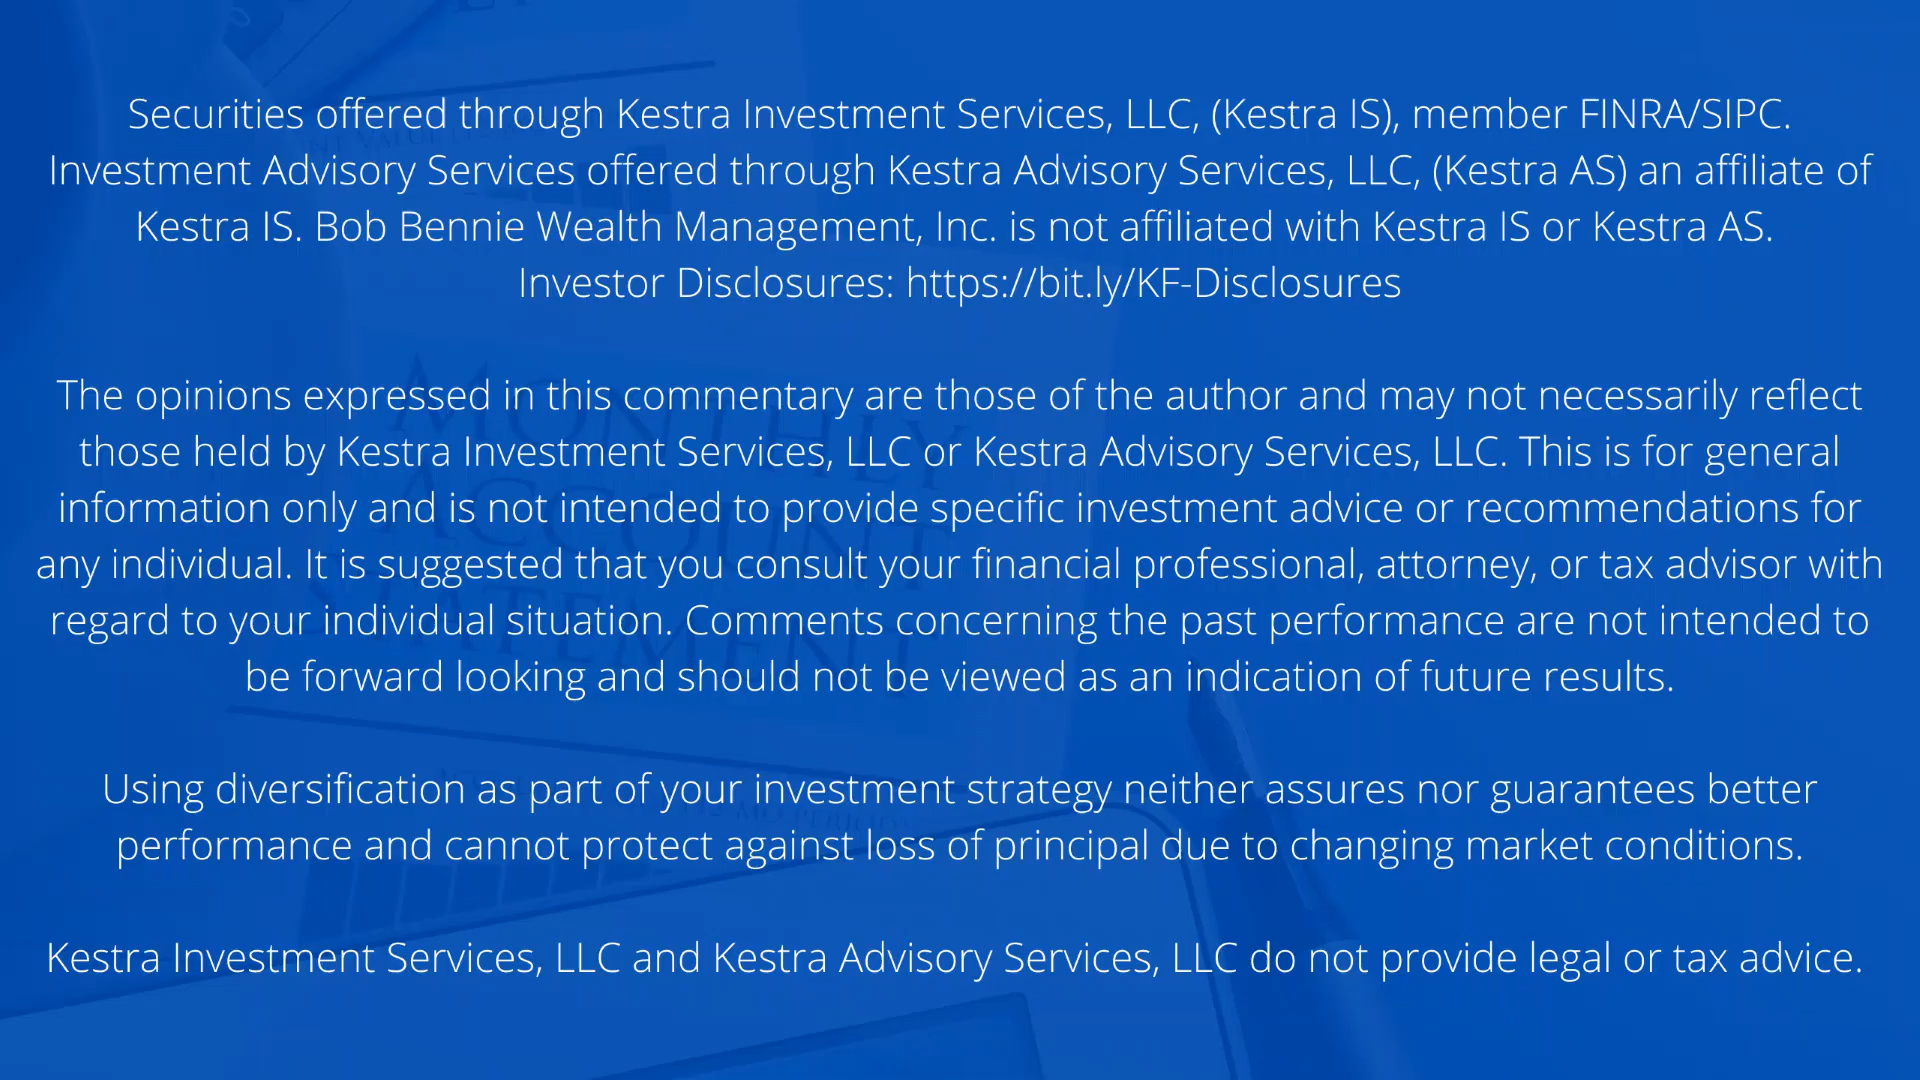 Securities offered through Kestra Investment Services, LLC, (Kestra IS), member FINRA/SIPC.
Investment Advisory Services offered through Kestra Advisory Services, LLC, (Kestra AS) an affiliate of
Kestra IS. Bob Bennie Wealth Management, Inc. is not affiliated with Kestra IS or Kestra AS.
Investor Disclosures: https://bit.ly/KF-Disclosures
The opinions expressed in this commentary are those of the author and may not necessarily reflect
those held by Kestra Investment Services, LLC or Kestra Advisory Services, LLC. This is for general
information only and is not intended to provide specific investment advice or recommendations for
any individual. It is suggested that you consult your financial professional, attorney, or tax advisor with
regard to your individual situation. Comments concerning the past performance are not intended to
be forward looking and should not be viewed as an indication of future results.
Using diversification as part of your investment strategy neither assures nor guarantees better
performance and cannot protect against loss of principal due to changing market conditions.
Kestra Investment Services, LLC and Kestra Advisory Services, LLC do not provide legal or tax advice.
MONTHLY
ACCOUNT
STATEMENT